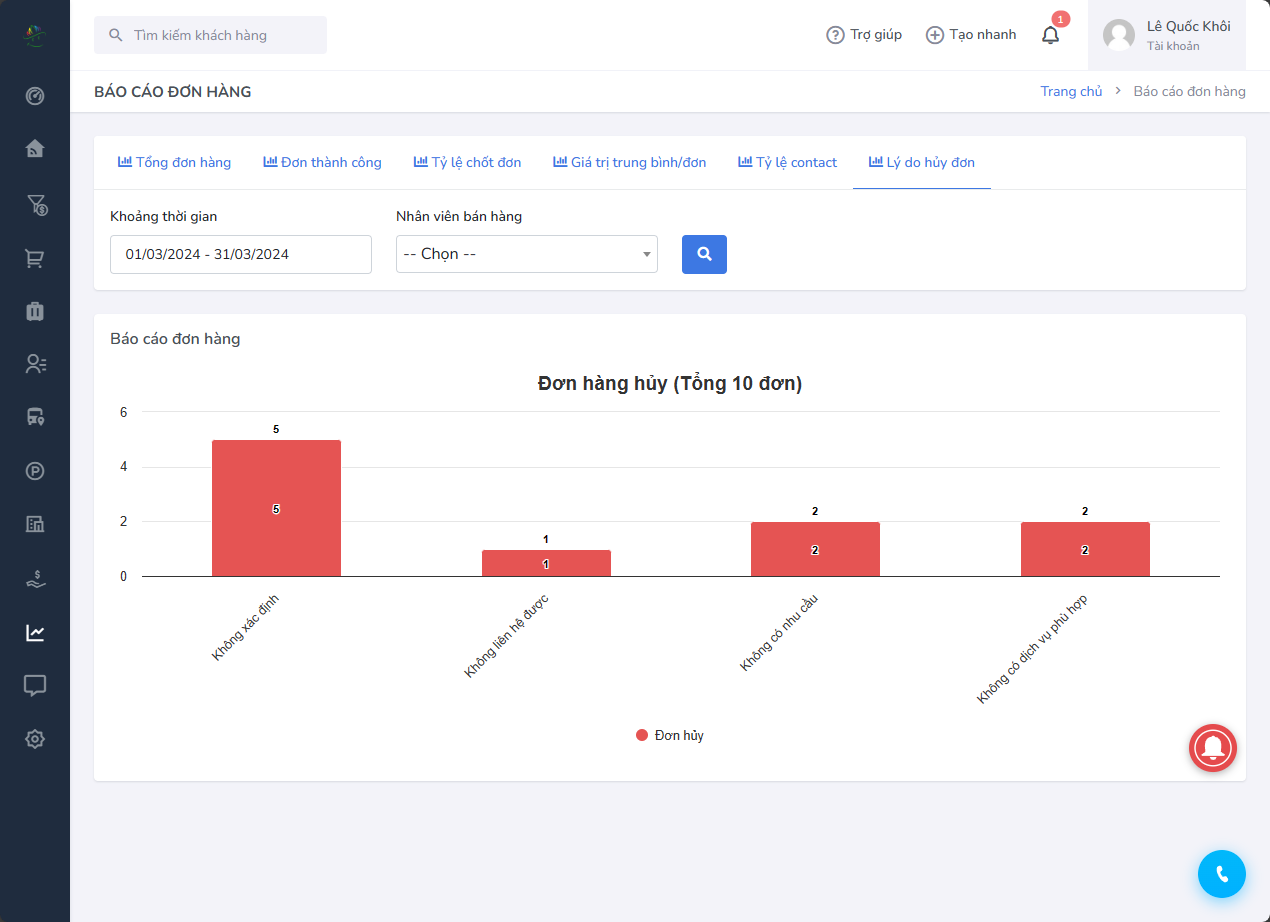 Tìm kiếm khách hàng
Trợ giúp
Tạo nhanh
1
Lê Quốc Khôi
Tài khoản
BÁO CÁO ĐƠN HÀNG
Trang chủ > Báo cáo đơn hàng
Tổng đơn hàng
Đơn thành công
Tỷ lệ chốt đơn
Giá trị trung bình/đơn
Tỷ lệ contact
Lý do hủy đơn
Khoảng thời gian
Nhân viên bán hàng
01/03/2024 - 31/03/2024
-- Chọn --
Báo cáo đơn hàng
Đơn hàng hủy (Tổng 10 đơn)
6
4
2
0
5
5
1
1
2
2
2
2
Không xác định
Không liên hệ được
Không có nhu cầu
Không có dịch vụ phù hợp
Đơn hủy